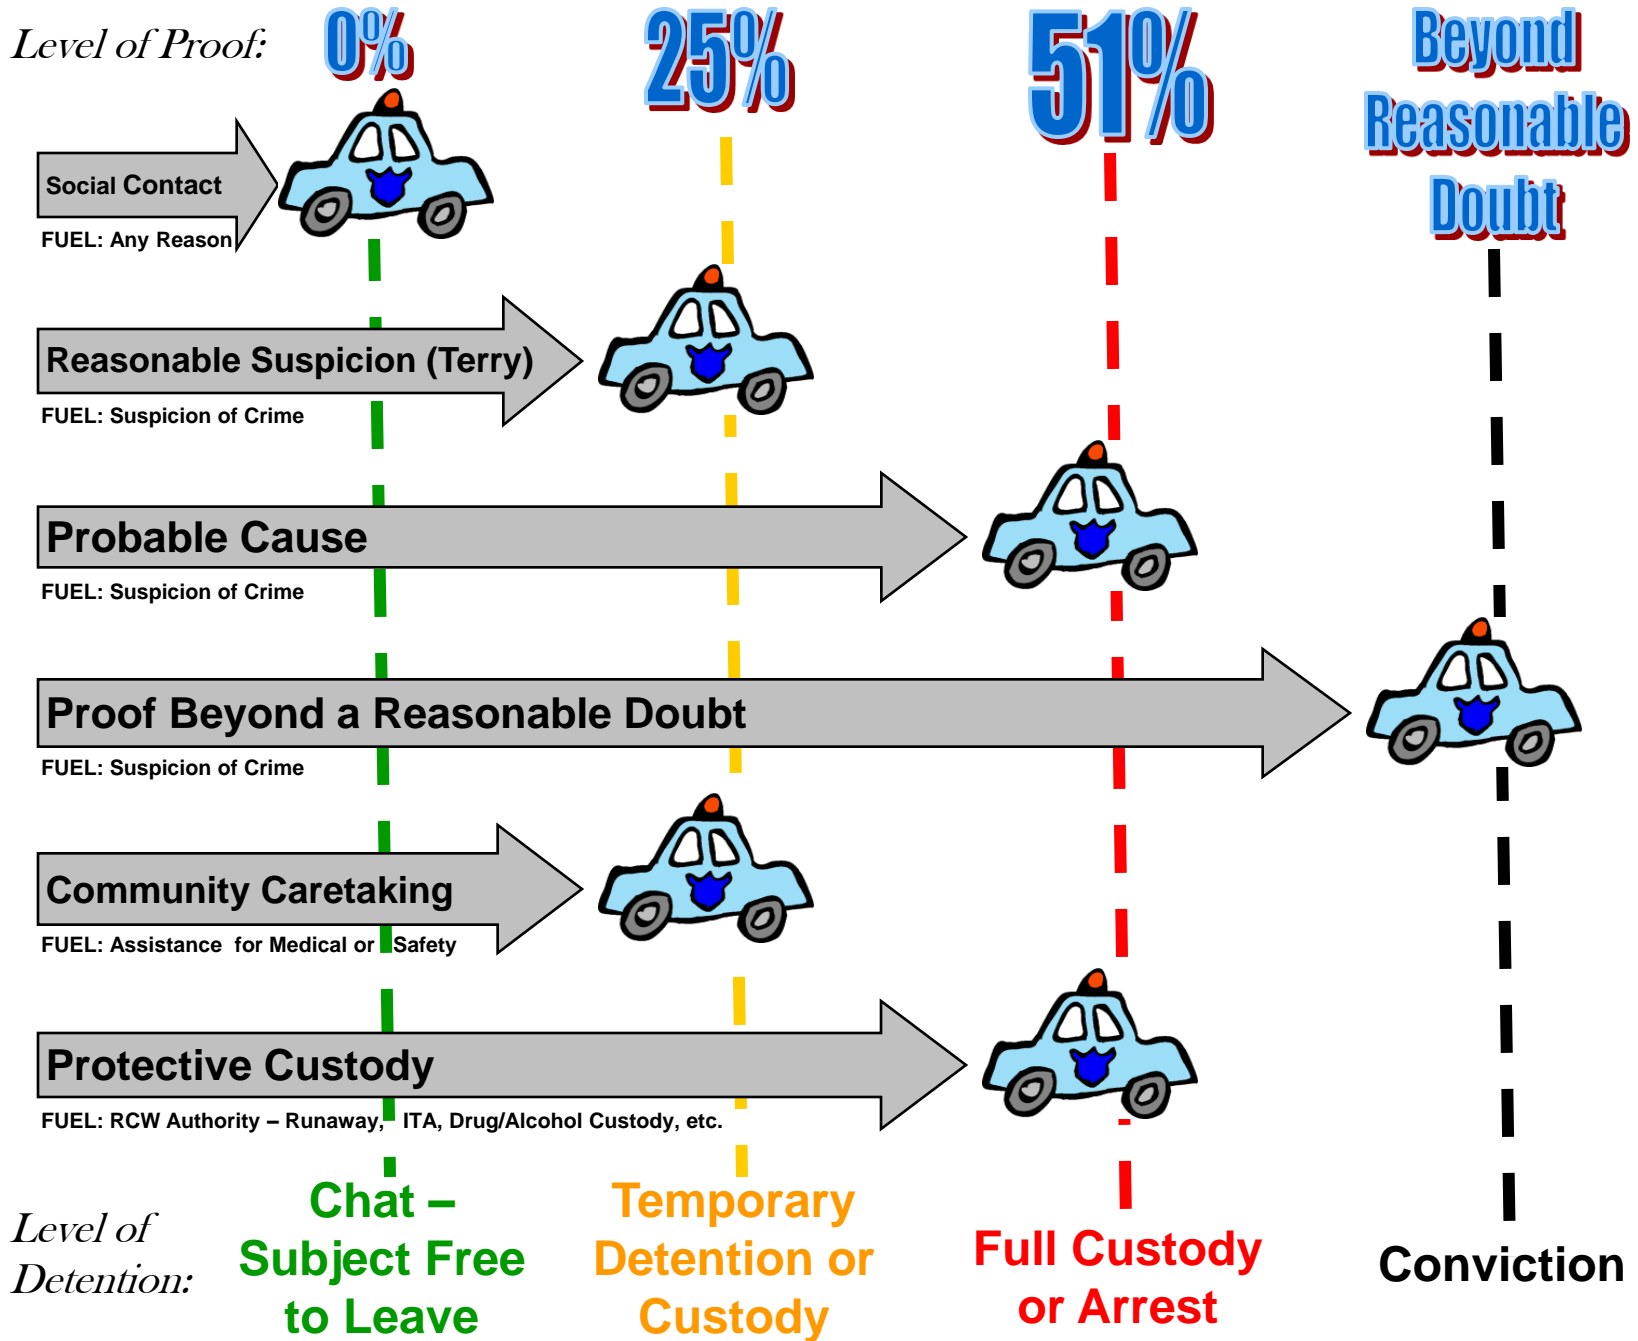 Level of Proof:
0%
25%
51%
Beyond
Reasonable
Doubt
Social Contact
FUEL: Any Reason
Reasonable Suspicion (Terry)
FUEL: Suspicion of Crime
Probable Cause
FUEL: Suspicion of Crime
Proof Beyond a Reasonable Doubt
FUEL: Suspicion of Crime
Community Caretaking
FUEL: Assistance for Medical or Safety
Protective Custody
FUEL: RCW Authority – Runaway, ITA, Drug/Alcohol Custody, etc.
Level of
Detention:
Chat –
Subject Free
to Leave
Temporary
Detention or
Custody
Full Custody
or Arrest
Conviction